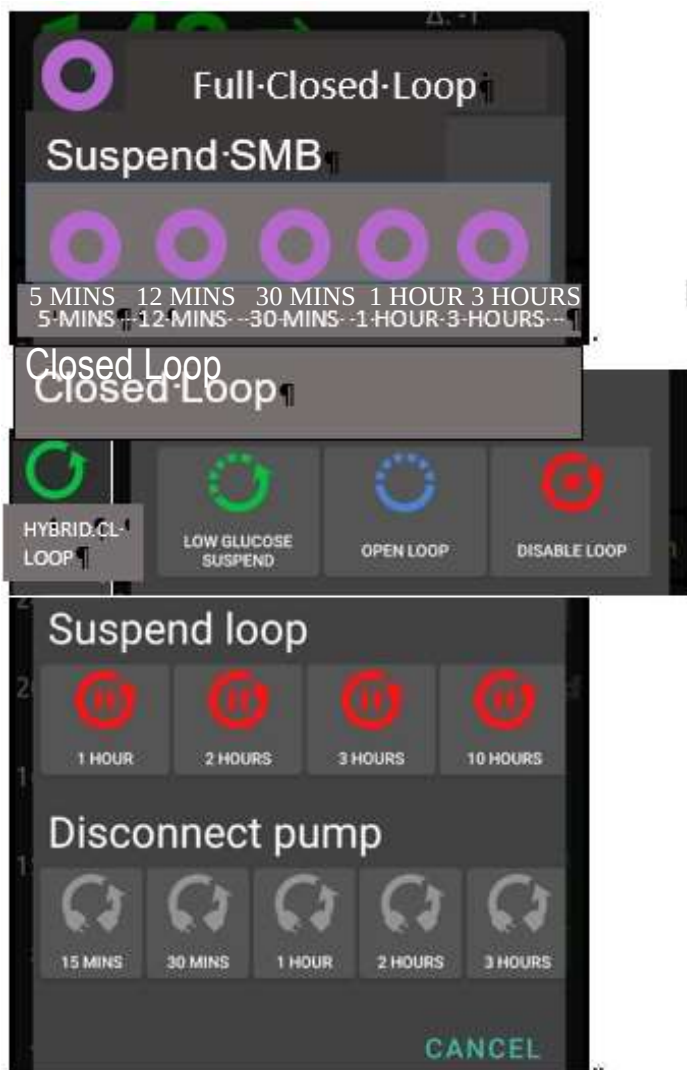 Δ: -1
Full·Closed·Loop¶
Suspend·SMB¶
5 MINS 12 MINS 30 MINS 1 HOUR 3 HOURS
5·MINS ¶ 12·MINS···30·MINS··1·HOUR·3·HOURS···¶
Closed Loop
Closed·Loop¶
HYBRID.CL-
LOOP¶
LOW GLUCOSE
SUSPEND
OPEN LOOP
DISABLE LOOP
Suspend loop
1 HOUR 2 HOURS 3 HOURS 10 HOURS
Disconnect pump
15 MINS 30 MINS 1 HOUR 2 HOURS 3 HOURS
CANCEL